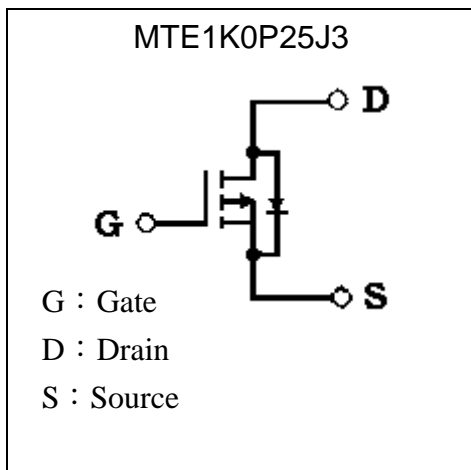 MTE1K0P25J3
D
G
S
G：Gate
D：Drain
S：Source